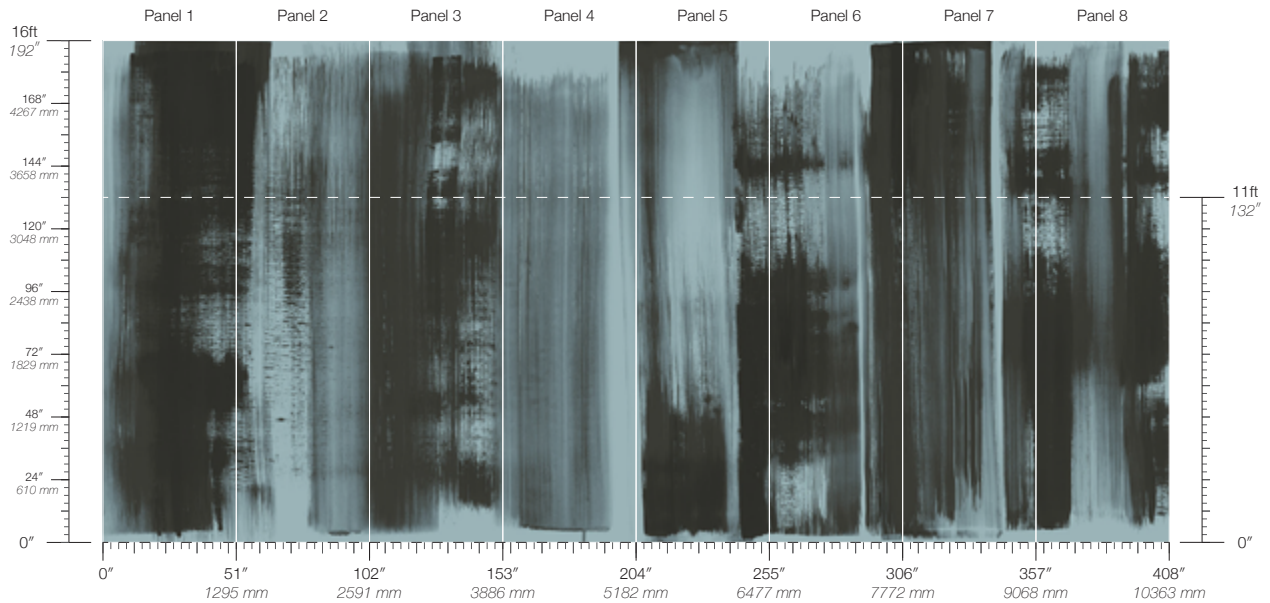 Panel 1 Panel 2 Panel 3 Panel 4 Panel 5 Panel 6 Panel 7 Panel 8
16ft
192″
168″
4267 mm
144″
3658 mm
11ft
132″
120″
3048 mm
96″
2438 mm
72″
1829 mm
48″
1219 mm
24″
610 mm
0″ 0″
0″ 51″ 102″ 153″ 204″ 255″ 306″ 357″ 408″
1295 mm 2591 mm 3886 mm 5182 mm 6477 mm 7772 mm 9068 mm 10363 mm